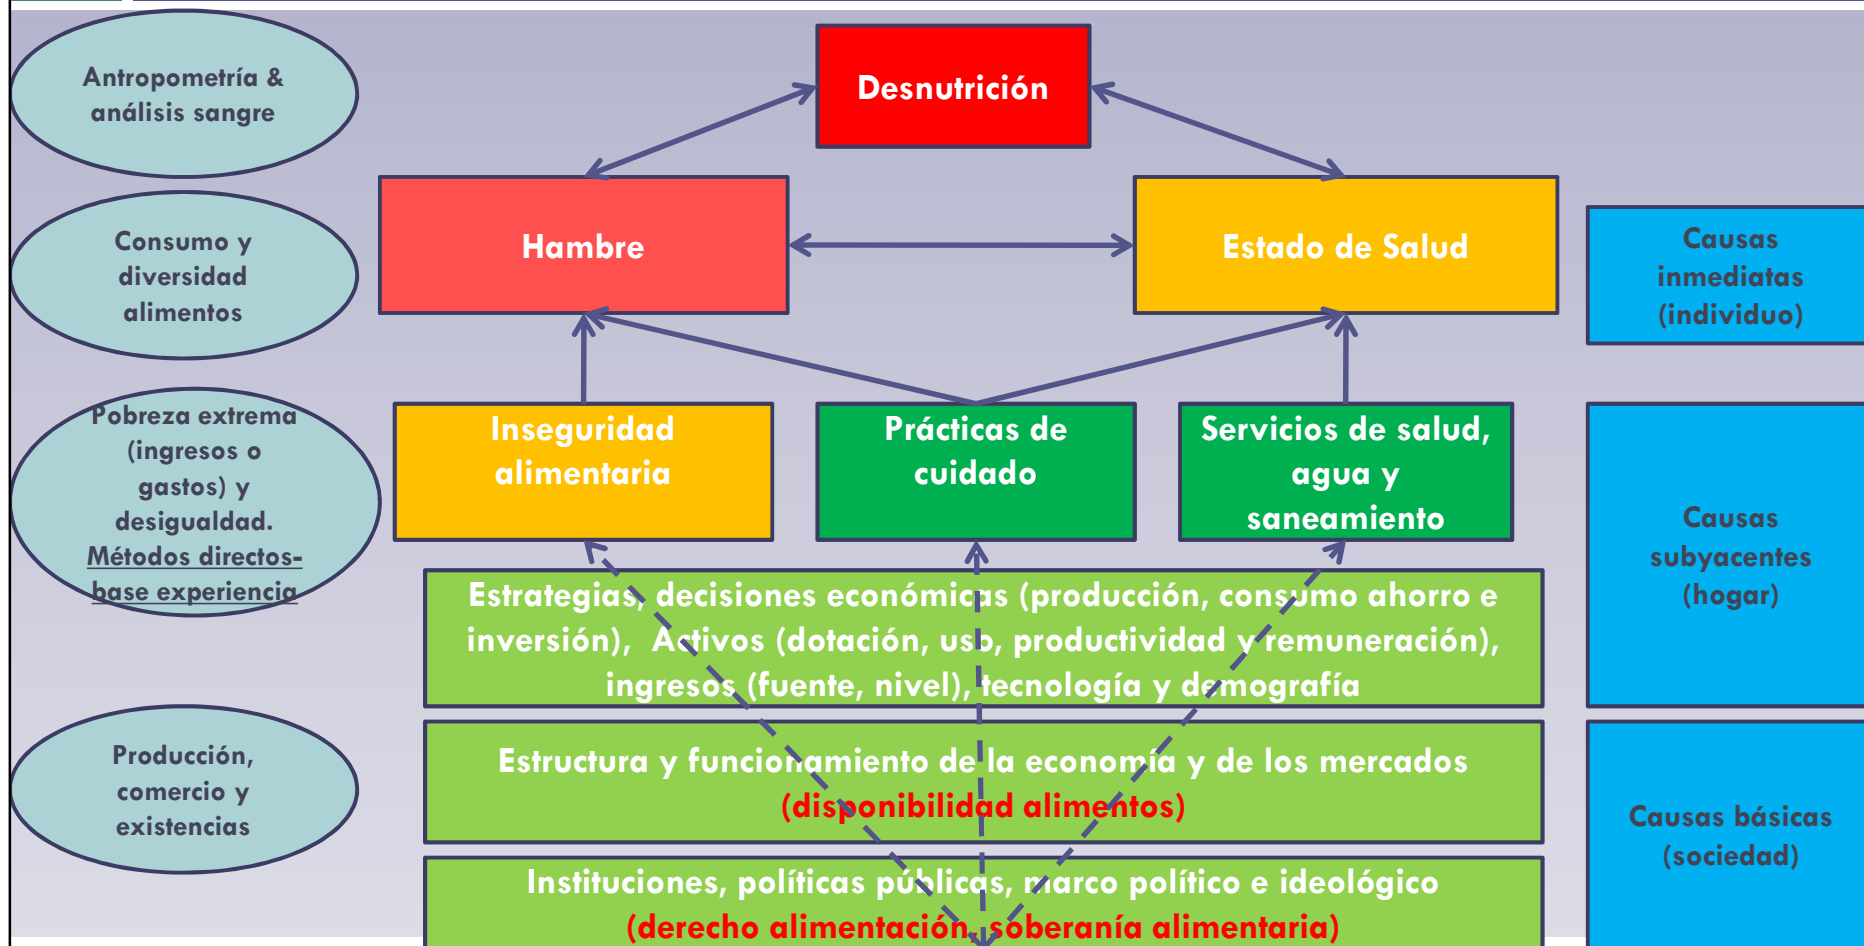 Antropometría &
análisis sangre
Desnutrición
Consumo y
diversidad
alimentos
Hambre
Estado de Salud
Causas
inmediatas
(individuo)
Pobreza extrema
(ingresos o
gastos) y
desigualdad.
Métodos directos-
base experiencia
Inseguridad
alimentaria
Prácticas de
cuidado
Servicios de salud,
agua y
saneamiento
Causas
subyacentes
(hogar)
Estrategias, decisiones económicas (producción, consumo ahorro e
inversión), Activos (dotación, uso, productividad y remuneración),
ingresos (fuente, nivel), tecnología y demografía
Producción,
comercio y
existencias
Estructura y funcionamiento de la economía y de los mercados
(disponibilidad alimentos)
Causas básicas
(sociedad)
Instituciones, políticas públicas, marco político e ideológico
(derecho alimentación, soberanía alimentaria)